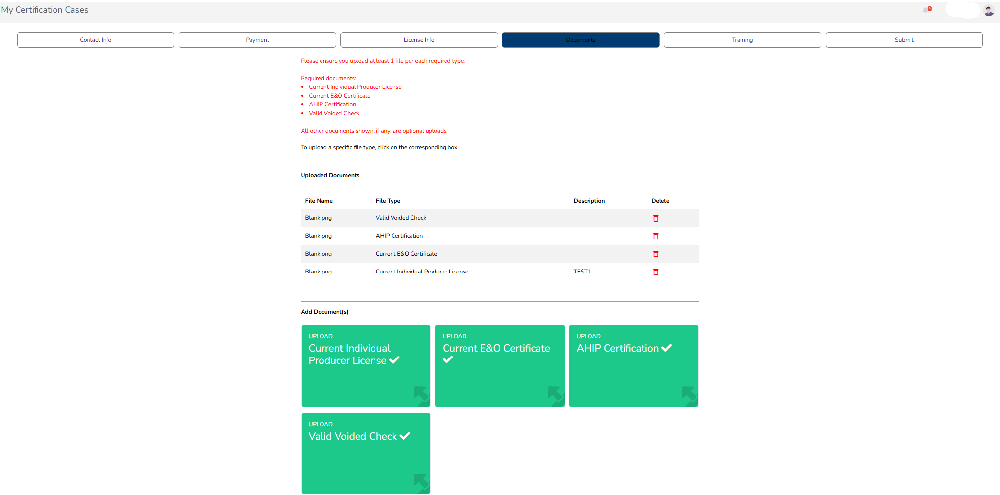 My Certification Cases
Contact Info
Payment
License Info
Documents
Training
Submit
Please ensure you upload at least 1 file per each required type.
Required documents:
• Current Individual Producer License
• Current E&O Certificate
• AHIP Certification
• Valid Voided Check
All other documents shown, if any, are optional uploads.
To upload a specific file type, click on the corresponding box.
Uploaded Documents
File Name File Type Description Delete
Blank.png Valid Voided Check
Blank.png AHIP Certification
Blank.png Current E&O Certificate
Blank.png Current Individual Producer License TEST1
Add Document(s)
UPLOAD
Current Individual
Producer License
UPLOAD
Current E&O Certificate
UPLOAD
AHIP Certification
UPLOAD
Valid Voided Check